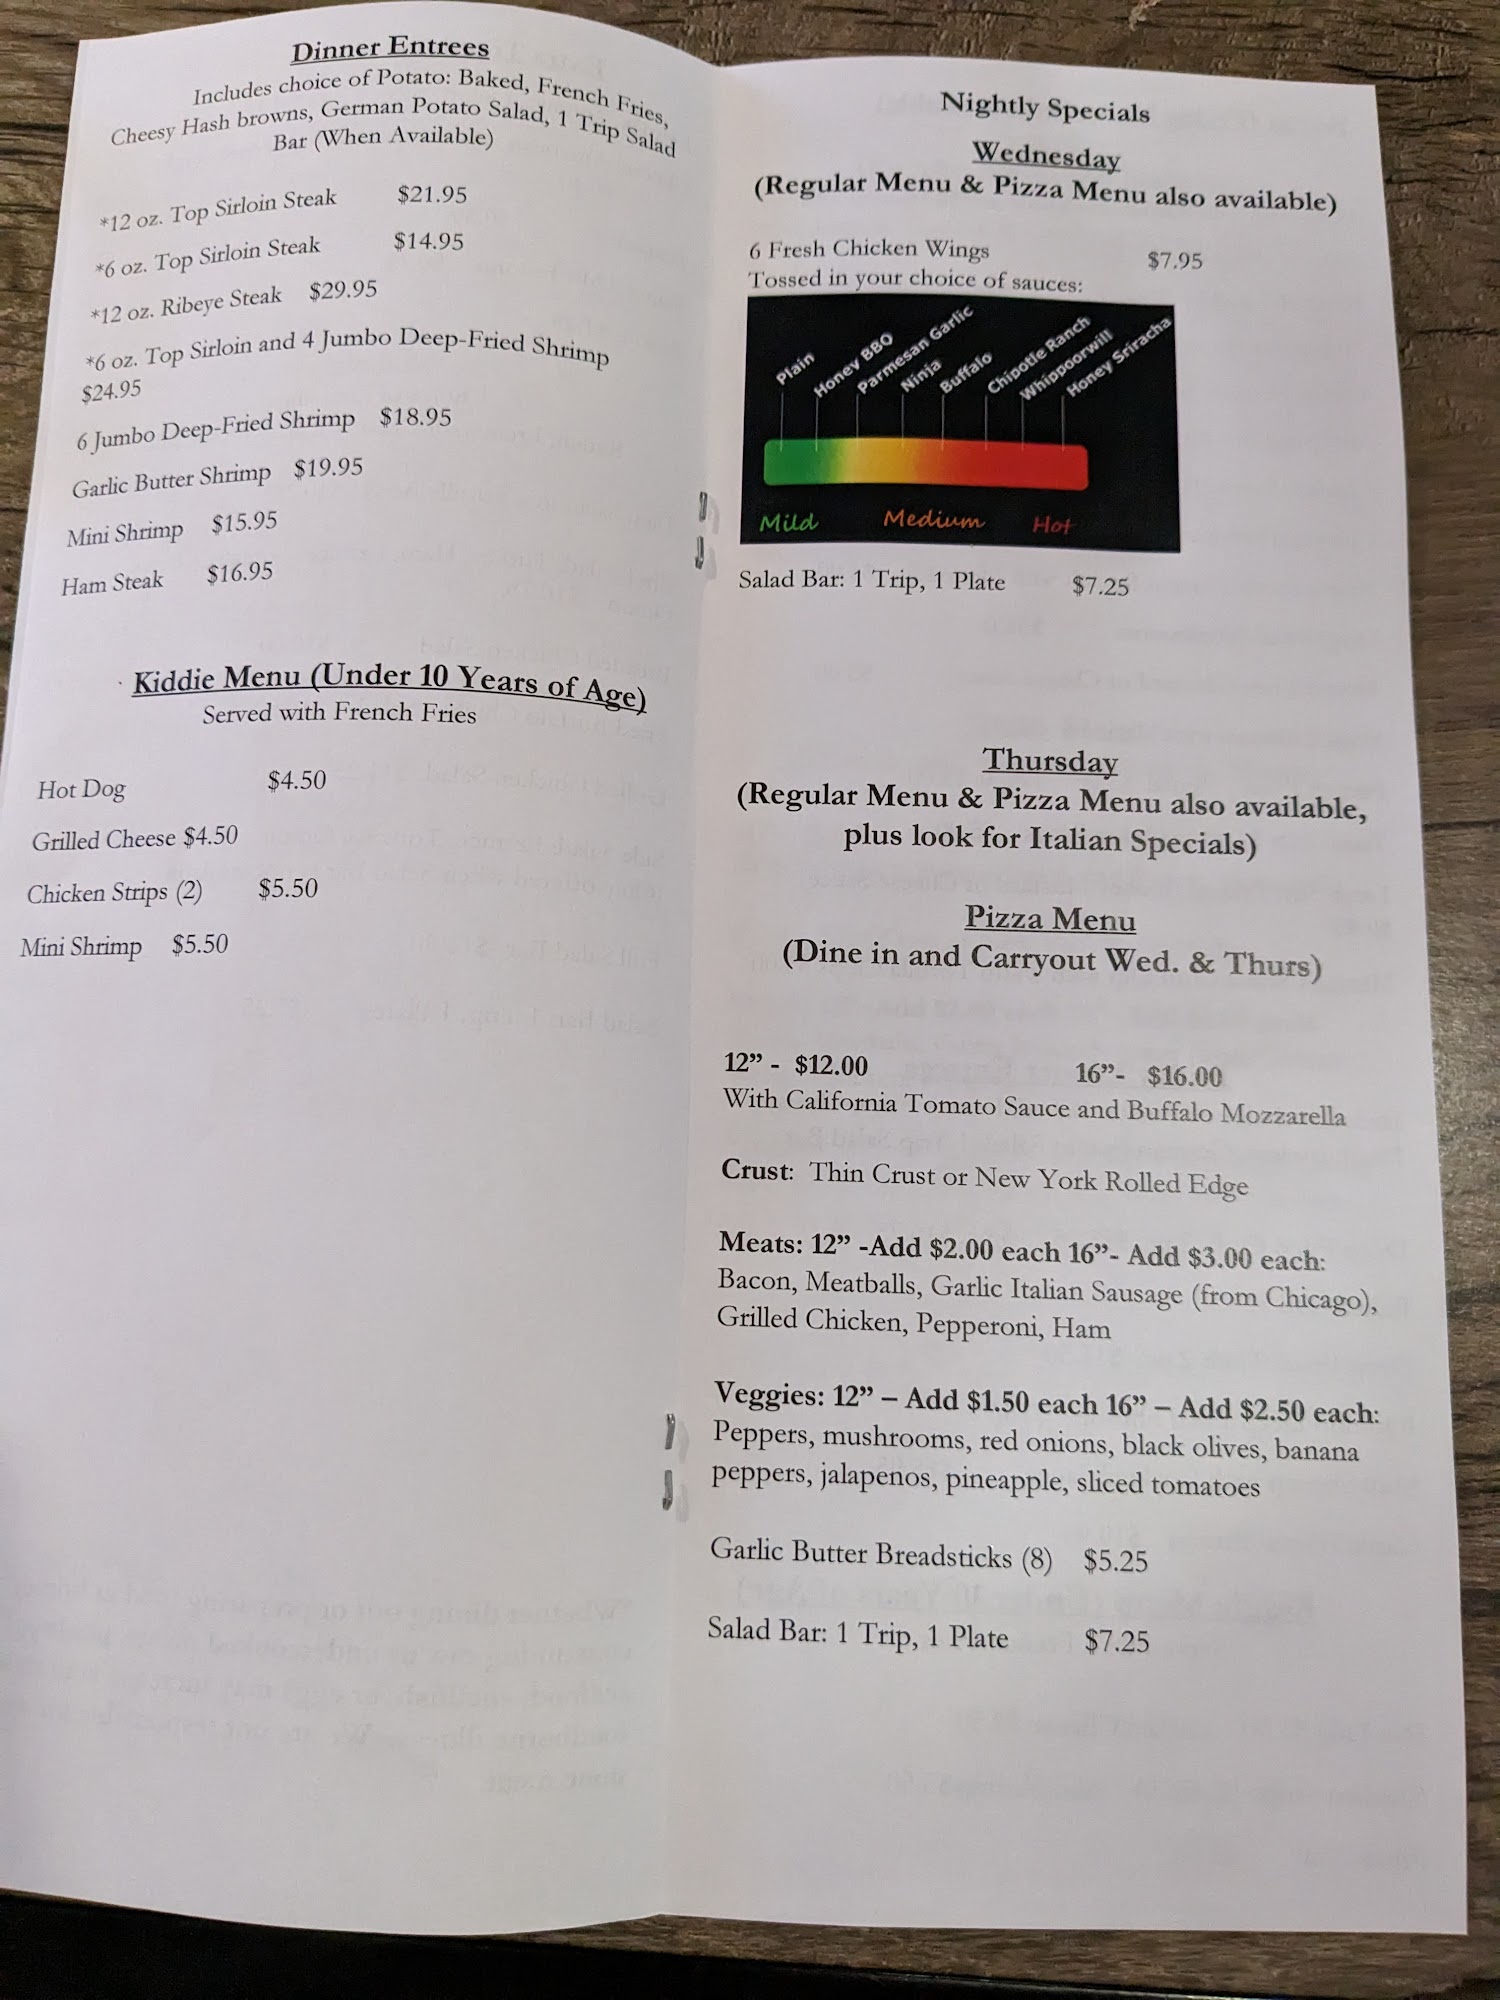 Dinner Entrees
Includes choice of Potato: Baked, French Fries,
Cheesy Hash browns, German Potato Salad, 1 Trip Salad
Bar (When Available)
*12 oz. Top Sirloin Steak $21.95
*6 oz. Top Sirloin Steak $14.95
*12 oz. Ribeye Steak $29.95
*6 oz. Top Sirloin and 4 Jumbo Deep-Fried Shrimp
$24.95
6 Jumbo Deep-Fried Shrimp $18.95
Garlic Butter Shrimp $19.95
Mini Shrimp $15.95
Ham Steak $16.95
Kiddie Menu (Under 10 Years of Age)
Served with French Fries
Hot Dog $4.50
Grilled Cheese $4.50
Chicken Strips (2) $5.50
Mini Shrimp $5.50
Nightly Specials
Wednesday
(Regular Menu & Pizza Menu also available)
6 Fresh Chicken Wings $7.95
Tossed in your choice of sauces:
Plain
Honey BBQ
Parmesan Garlic
Ninja
Buffalo
Chipotle Ranch
Whippoorwill
Honey Sriracha
Mild Medium Hot
Salad Bar: 1 Trip, 1 Plate $7.25
Thursday
(Regular Menu & Pizza Menu also available,
plus look for Italian Specials)
Pizza Menu
(Dine in and Carryout Wed. & Thurs)
12” - $12.00 16”- $16.00
With California Tomato Sauce and Buffalo Mozzarella
Crust: Thin Crust or New York Rolled Edge
Meats: 12” -Add $2.00 each 16”- Add $3.00 each:
Bacon, Meatballs, Garlic Italian Sausage (from Chicago),
Grilled Chicken, Pepperoni, Ham
Veggies: 12” – Add $1.50 each 16” – Add $2.50 each:
Peppers, mushrooms, red onions, black olives, banana
peppers, jalapenos, pineapple, sliced tomatoes
Garlic Butter Breadsticks (8) $5.25
Salad Bar: 1 Trip, 1 Plate $7.25